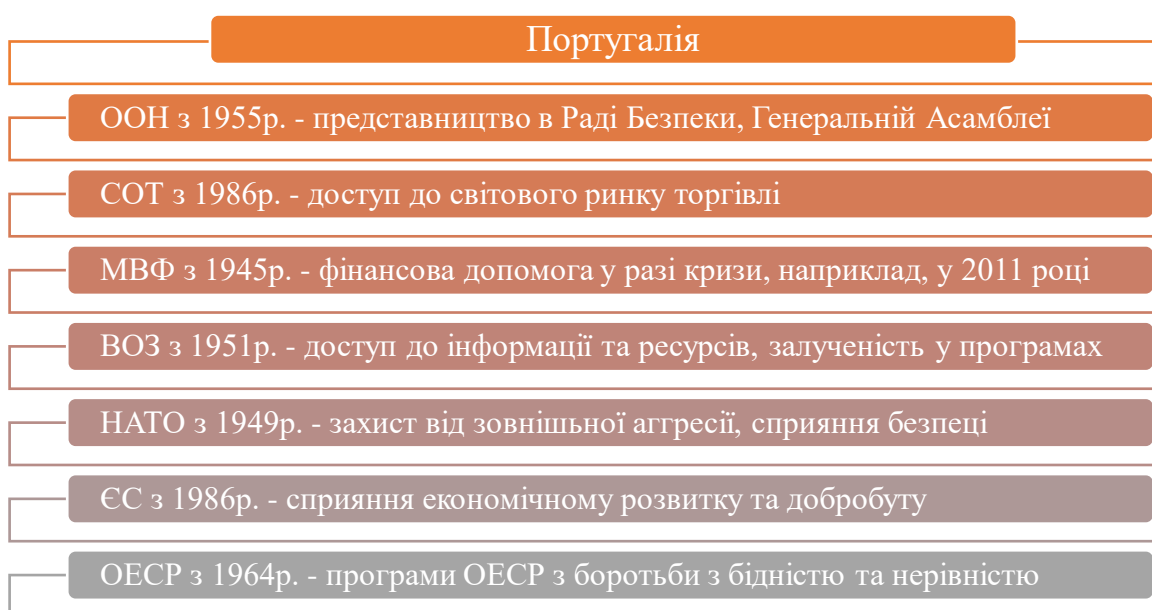 Португалія
ООН з 1955р. - представництво в Раді Безпеки, Генеральній Асамблеї
СОТ з 1986р. - доступ до світового ринку торгівлі
МВФ з 1945р. - фінансова допомога у разі кризи, наприклад, у 2011 році
ВОЗ з 1951р. - доступ до інформації та ресурсів, залученість у програмах
НАТО з 1949р. - захист від зовнішньої аггресії, сприяння безпеці
ЄС з 1986р. - сприяння економічному розвитку та добробуту
ОЕСР з 1964р. - програми ОЕСР з боротьби з бідністю та нерівністю